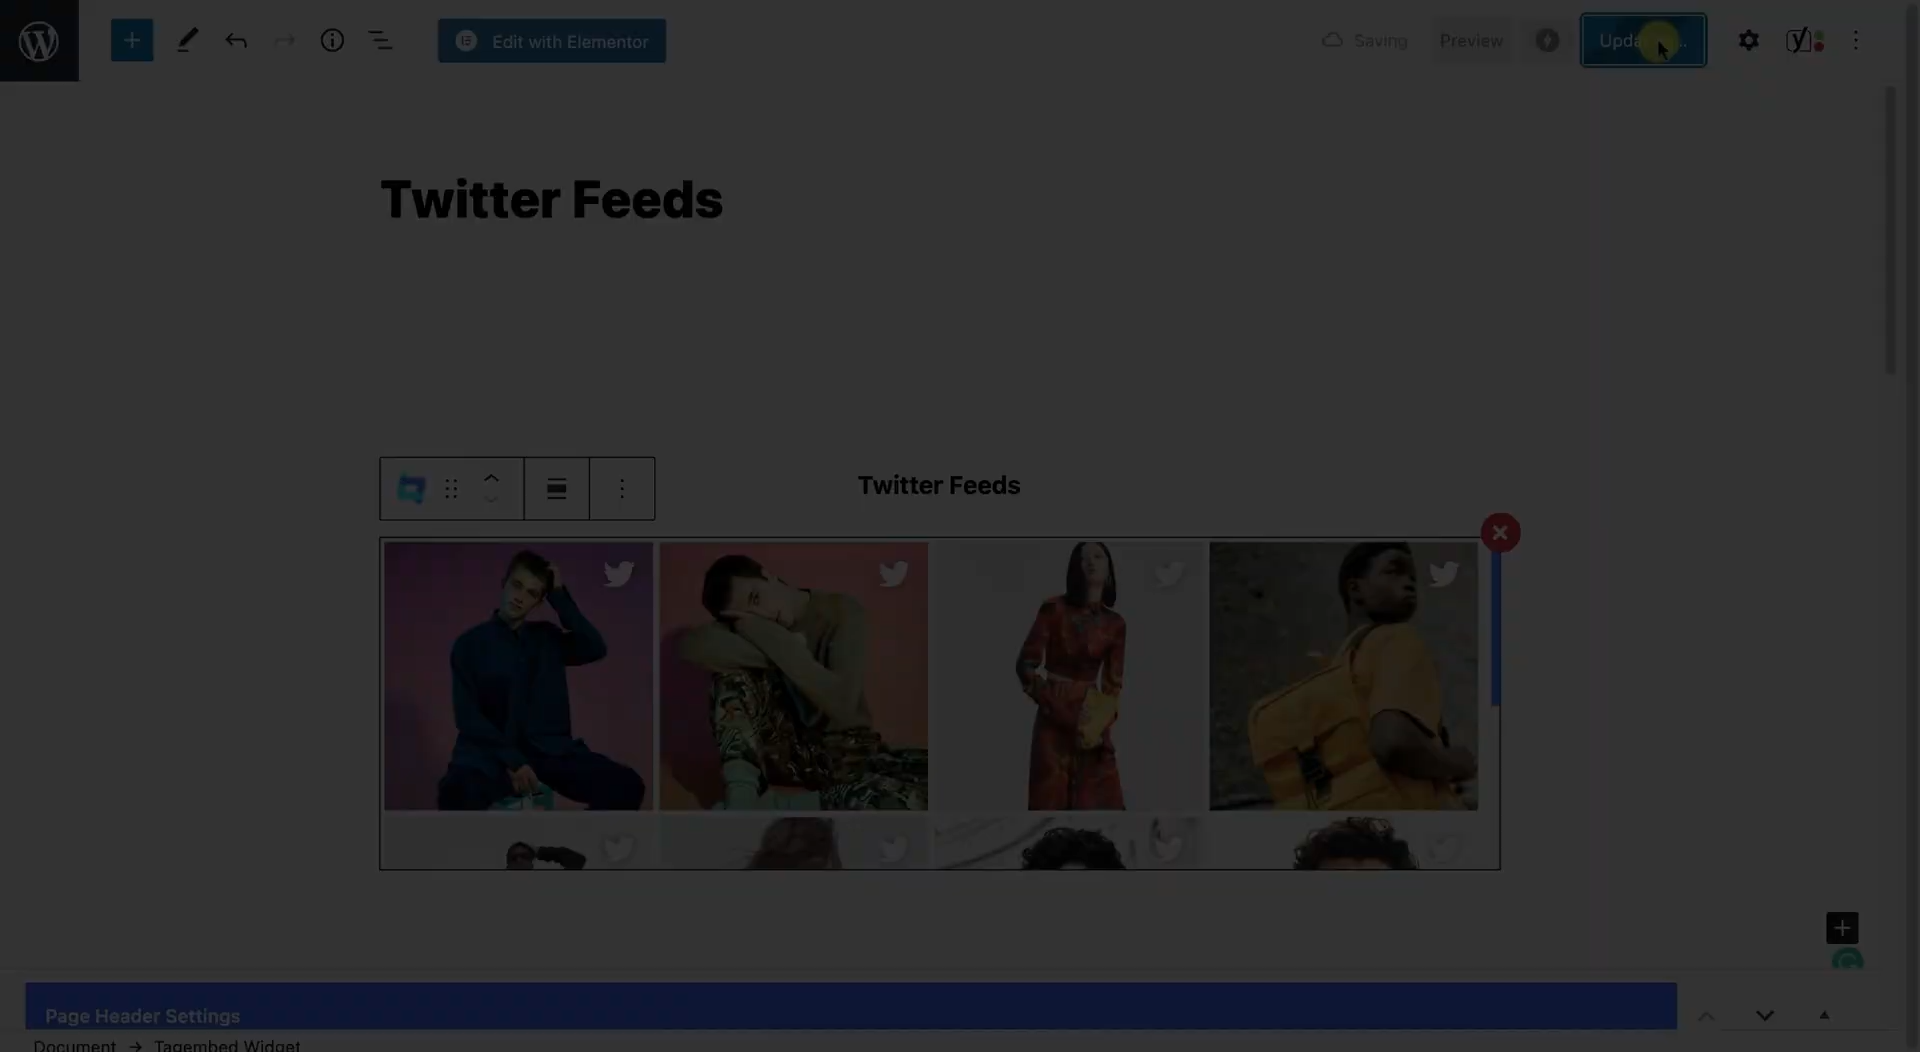 Edit with Elementor
Saving
Preview
Twitter Feeds
Twitter Feeds
Page Header Settings
Document → Tagembed Widget